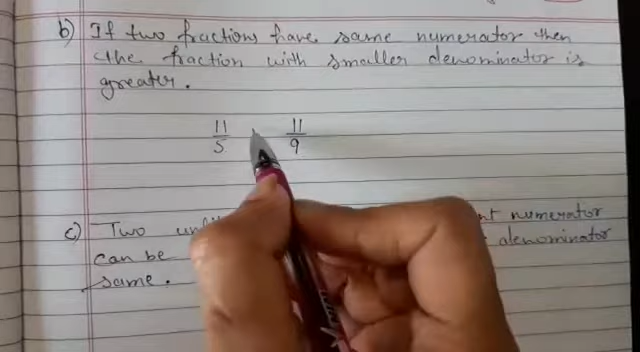 b) If two fractions have same numerator then
the fraction with smaller denominator is
greater.
11/5 11/9
c) Two numerator
can be denominator
same.